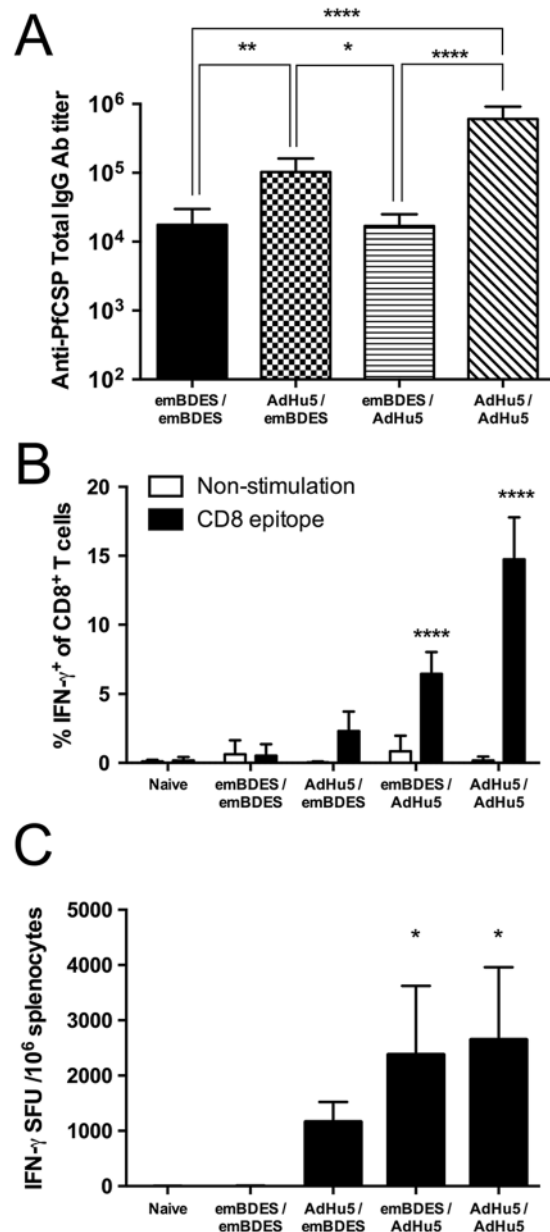 A
****
** * ****
Anti-PfCSP Total IgG Ab titer
10⁶
10⁵
10⁴
10³
10²
emBDES / AdHu5 / emBDES / AdHu5 /
emBDES emBDES AdHu5 AdHu5
B
Non-stimulation
CD8 epitope
% IFN-γ⁺ of CD8⁺ T cells
20
15
10
5
0
****
****
Naive emBDES / AdHu5 / emBDES / AdHu5 /
emBDES emBDES AdHu5 AdHu5
C
IFN-γ SFU /10⁶ splenocytes
5000
4000
3000
2000
1000
0
* *
Naive emBDES / AdHu5 / emBDES / AdHu5 /
emBDES emBDES AdHu5 AdHu5